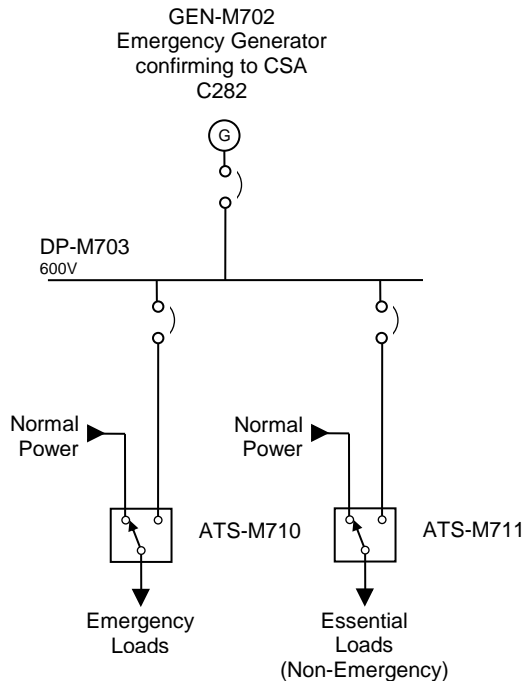 GEN-M702
Emergency Generator
confirming to CSA
C282
G
DP-M703
600V
Normal
Power
Normal
Power
ATS-M710
ATS-M711
Emergency
Loads
Essential
Loads
(Non-Emergency)